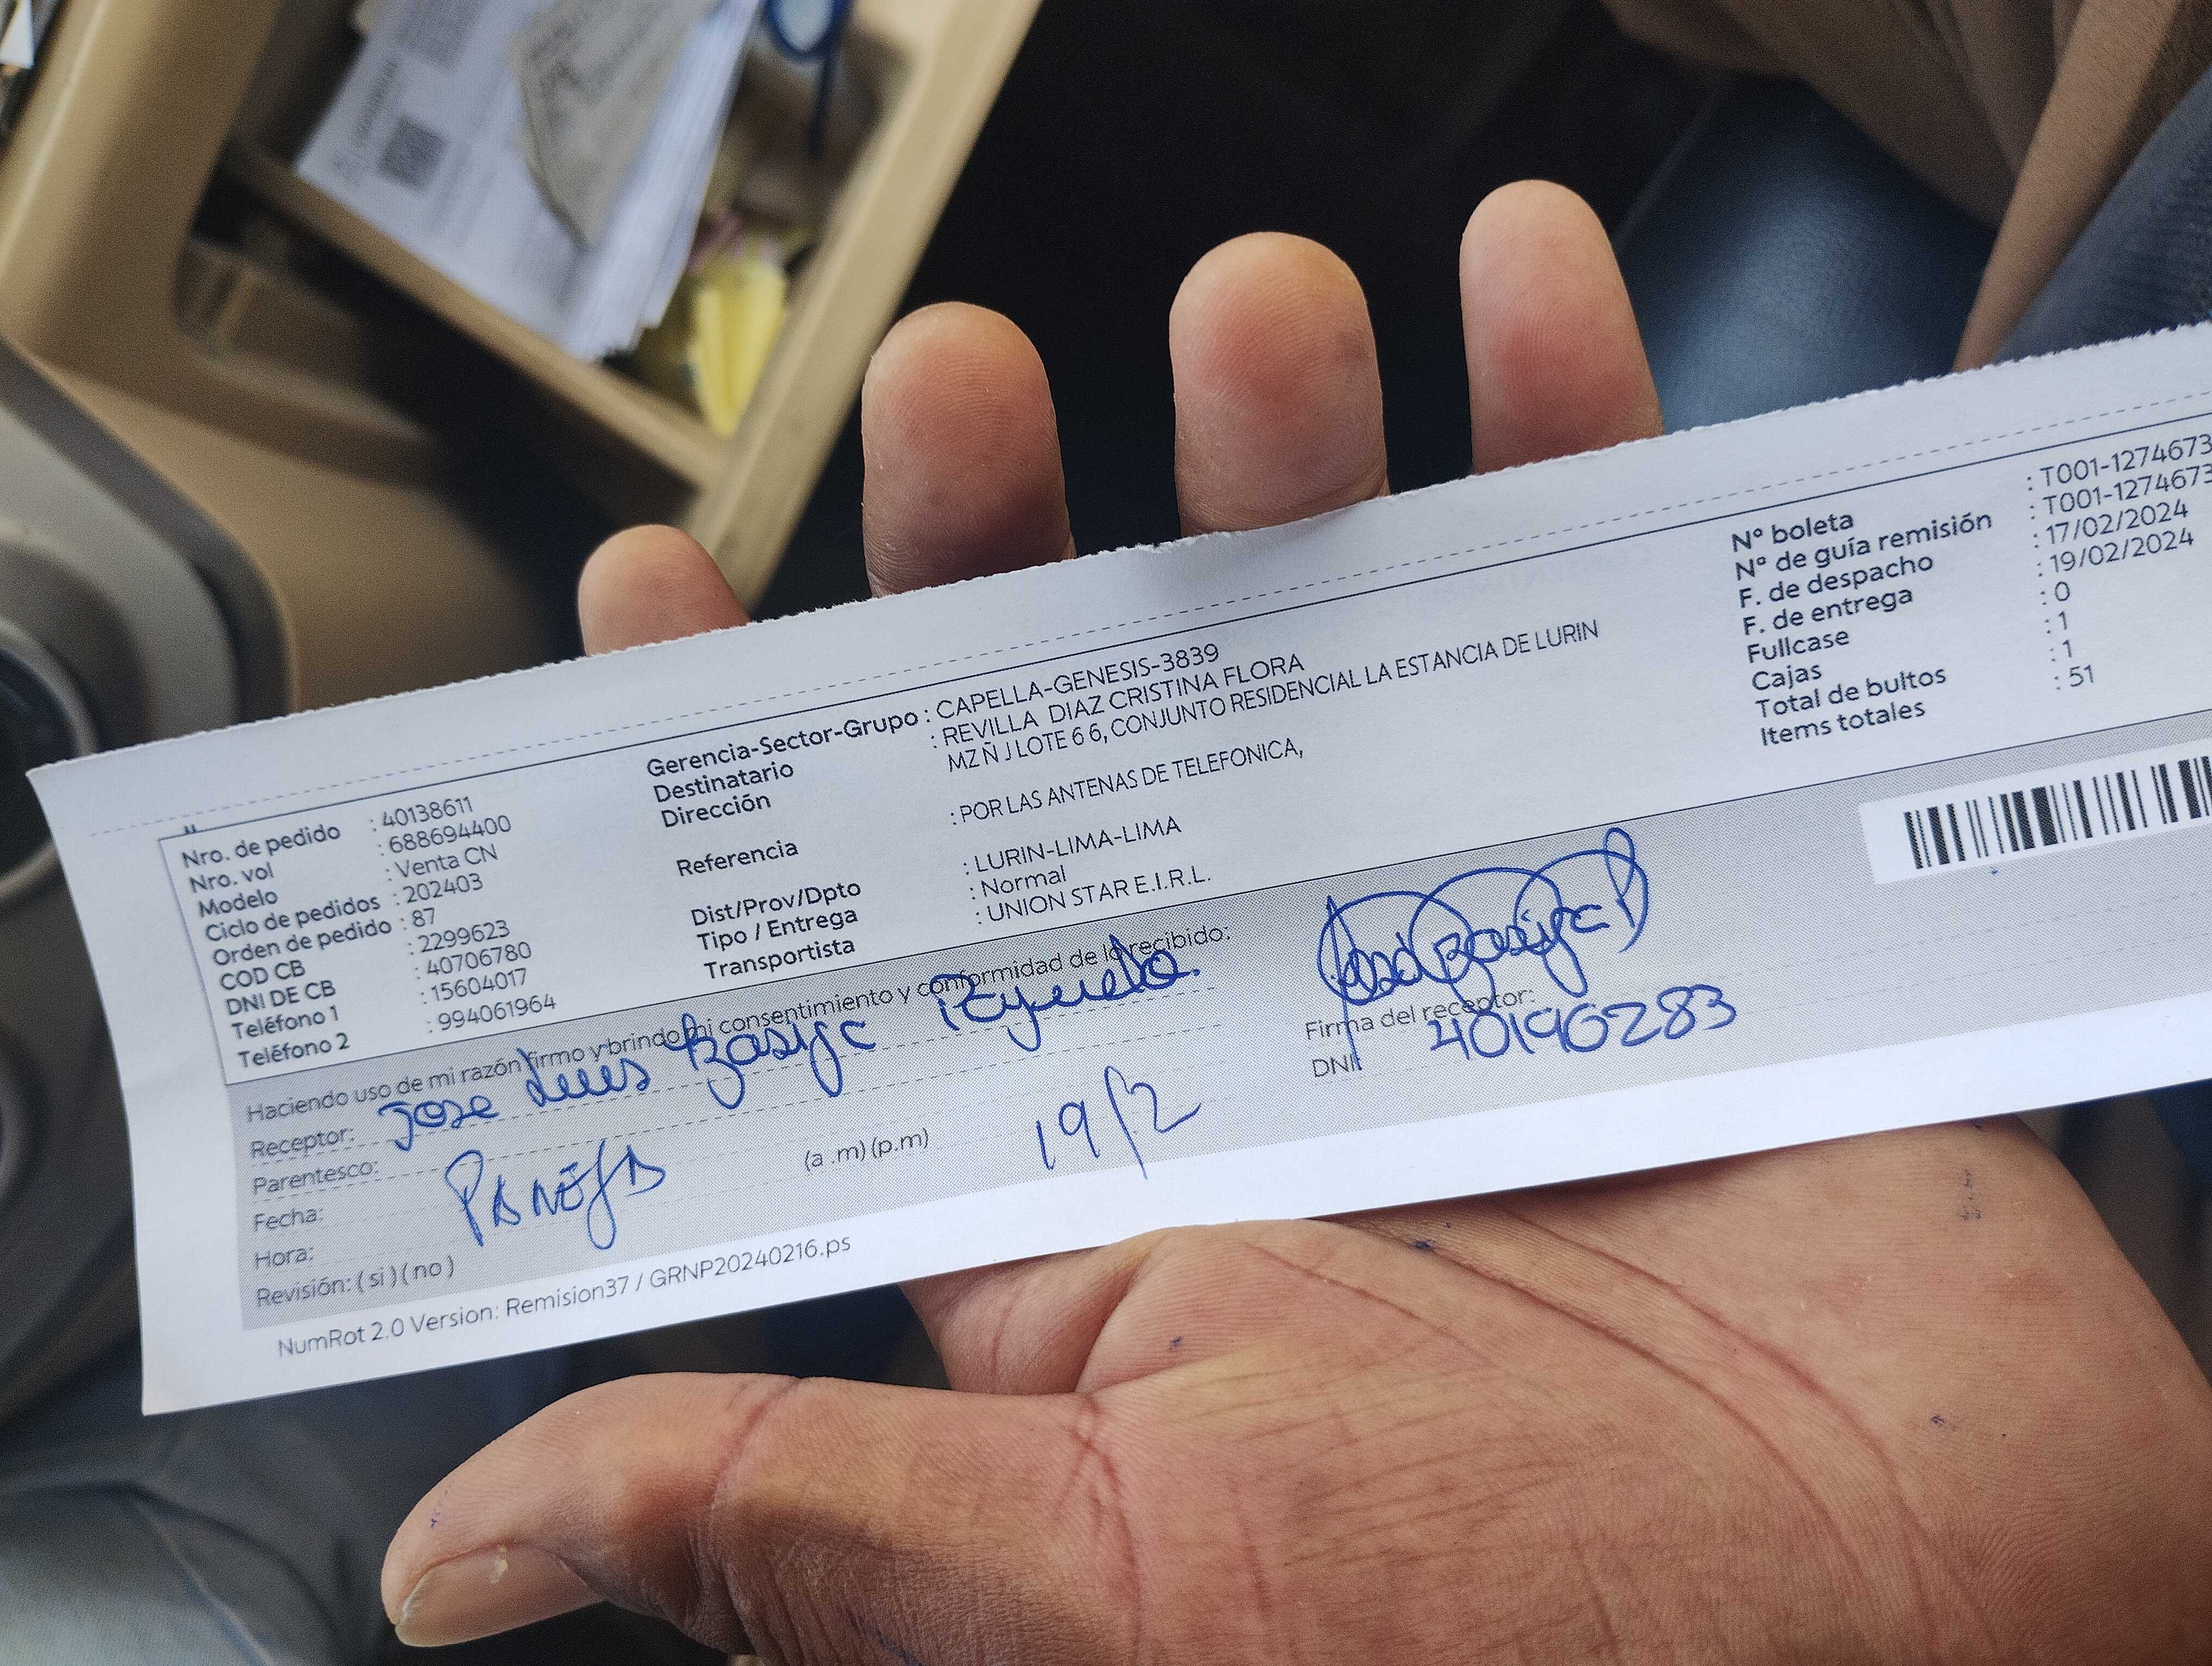 Nro. de pedido : 40138611
Nro. vol : 688694400
Modelo : Venta CN
Ciclo de pedidos : 202403
Orden de pedido : 87
COD CB : 2299623
DNI DE CB : 40706780
Teléfono 1 : 15604017
Teléfono 2 : 994061964
Gerencia-Sector-Grupo : CAPELLA-GENESIS-3839
Destinatario : REVILLA DIAZ CRISTINA FLORA
Dirección MZ Ñ J LOTE 6 6, CONJUNTO RESIDENCIAL LA ESTANCIA DE LURIN
Referencia : POR LAS ANTENAS DE TELEFONICA,
Dist/Prov/Dpto : LURIN-LIMA-LIMA
Tipo / Entrega : Normal
Transportista : UNION STAR E.I.R.L.
N° boleta : T001-1274673
N° de guía remisión : T001-1274673
F. de despacho : 17/02/2024
F. de entrega : 19/02/2024
Fullcase : 0
Cajas : 1
Total de bultos : 1
Items totales : 51
Haciendo uso de mi razón firmo y brindo mi consentimiento y conformidad de lo recibido:
Receptor: Jose Luis
Parentesco:
Fecha: PANEJA
Hora: (a .m) (p.m) 19/2
Revisión: ( si ) ( no )
Firma del receptor:
DNI: 40196283
NumRot 2.0 Version: Remision37 / GRNP20240216.ps